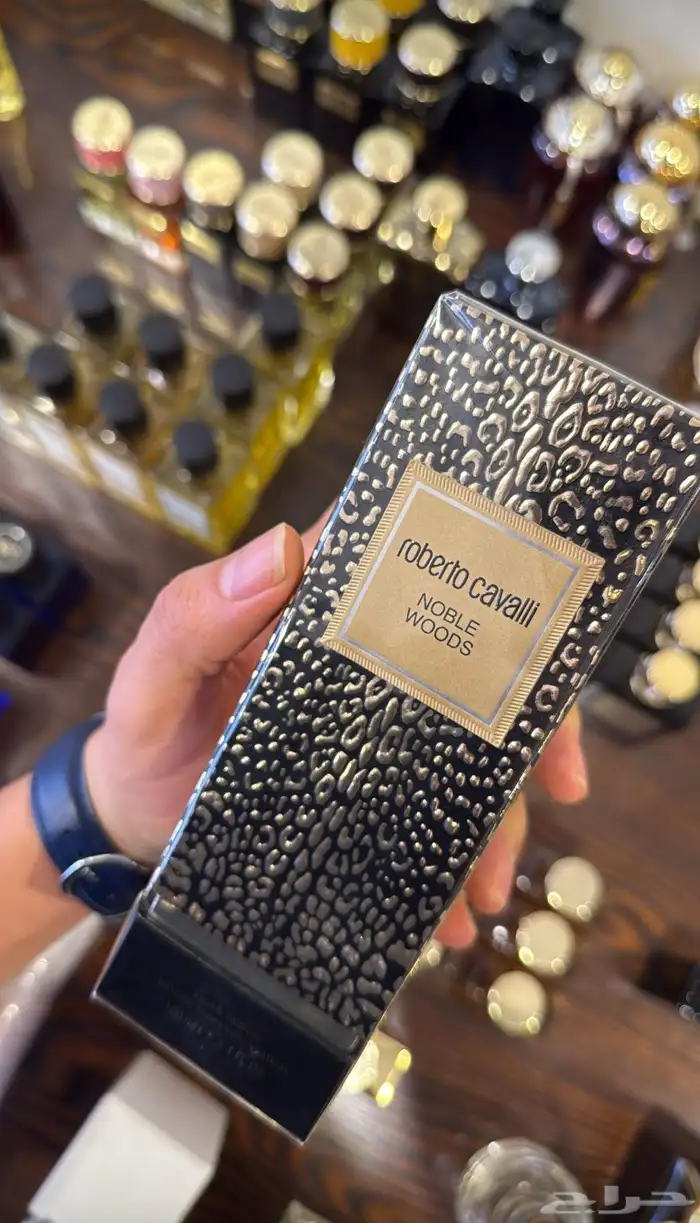 roberto cavalli
NOBLE
WOODS
حراج